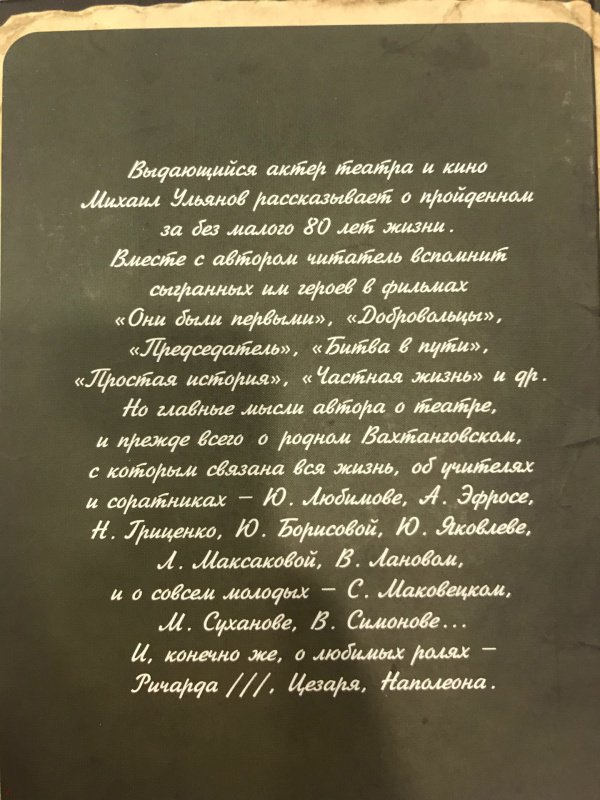 Выдающийся актер театра и кино
Михаил Ульянов рассказывает о пройденном
за без малого 80 лет жизни.
Вместе с автором читатель вспомнит
сыгранных им героев в фильмах
«Они были первыми», «Добровольцы»,
«Председатель», «Битва в пути»,
«Простая история», «Частная жизнь» и др.
Но главные мысли автора о театре,
и прежде всего о родном Вахтанговском,
с которым связана вся жизнь, об учителях
и соратниках – Ю. Любимове, А. Эфросе,
Н. Гриценко, Ю. Борисовой, Ю. Яковлеве,
Л. Максаковой, В. Лановом,
и о совсем молодых – С. Маковецком,
М. Суханове, В. Симонове...
И, конечно же, о любимых ролях –
Ричарда III, Цезаря, Наполеона.